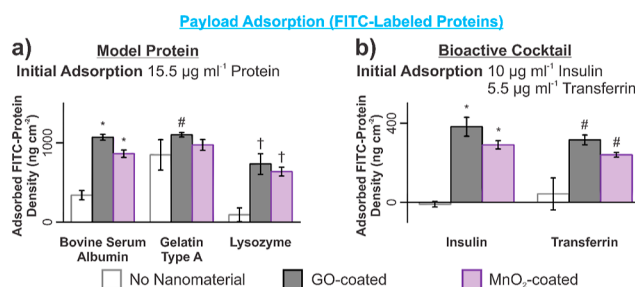 Payload Adsorption (FITC-Labeled Proteins)
a) Model Protein
Initial Adsorption 15.5 µg ml⁻¹ Protein
Adsorbed FITC-Protein
Density (ng cm⁻²)
1000
0
* * # † †
Bovine Serum
Albumin
Gelatin
Type A
Lysozyme
b) Bioactive Cocktail
Initial Adsorption 10 µg ml⁻¹ Insulin
5.5 µg ml⁻¹ Transferrin
Adsorbed FITC-Protein
Density (ng cm⁻²)
400
0
* * # #
Insulin
Transferrin
No Nanomaterial
GO-coated
MnO₂-coated